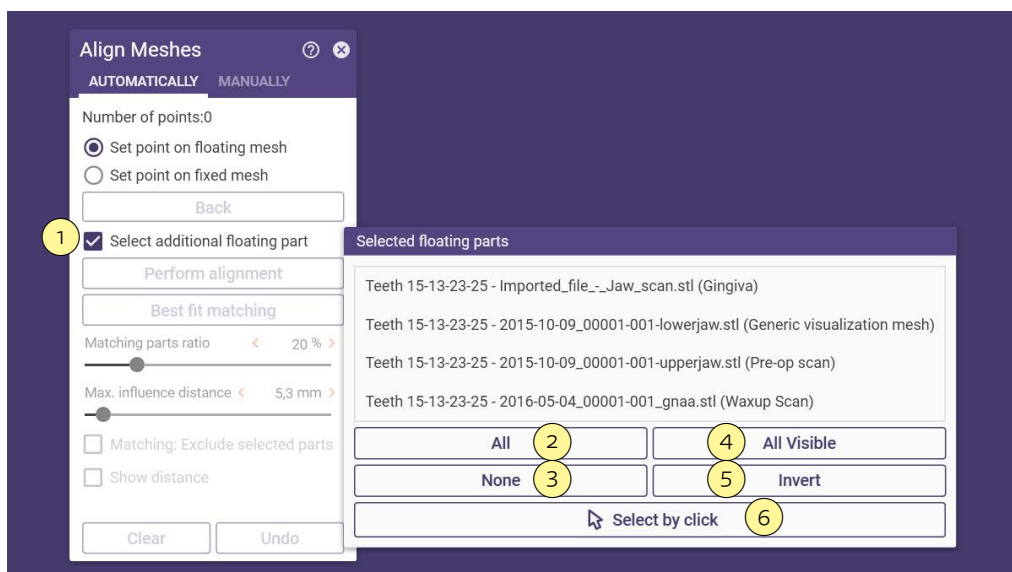 Align Meshes
AUTOMATICALLY MANUALLY
Number of points:0
Set point on floating mesh
Set point on fixed mesh
Back
1
Select additional floating part
Perform alignment
Best fit matching
Matching parts ratio < 20 % >
Max. influence distance < 5,3 mm >
Matching: Exclude selected parts
Show distance
Clear Undo
Selected floating parts
Teeth 15-13-23-25 - Imported_file_-_Jaw_scan.stl (Gingiva)
Teeth 15-13-23-25 - 2015-10-09_00001-001-lowerjaw.stl (Generic visualization mesh)
Teeth 15-13-23-25 - 2015-10-09_00001-001-upperjaw.stl (Pre-op scan)
Teeth 15-13-23-25 - 2016-05-04_00001-001_gnaa.stl (Waxup Scan)
All 2 4 All Visible
None 3 5 Invert
Select by click 6